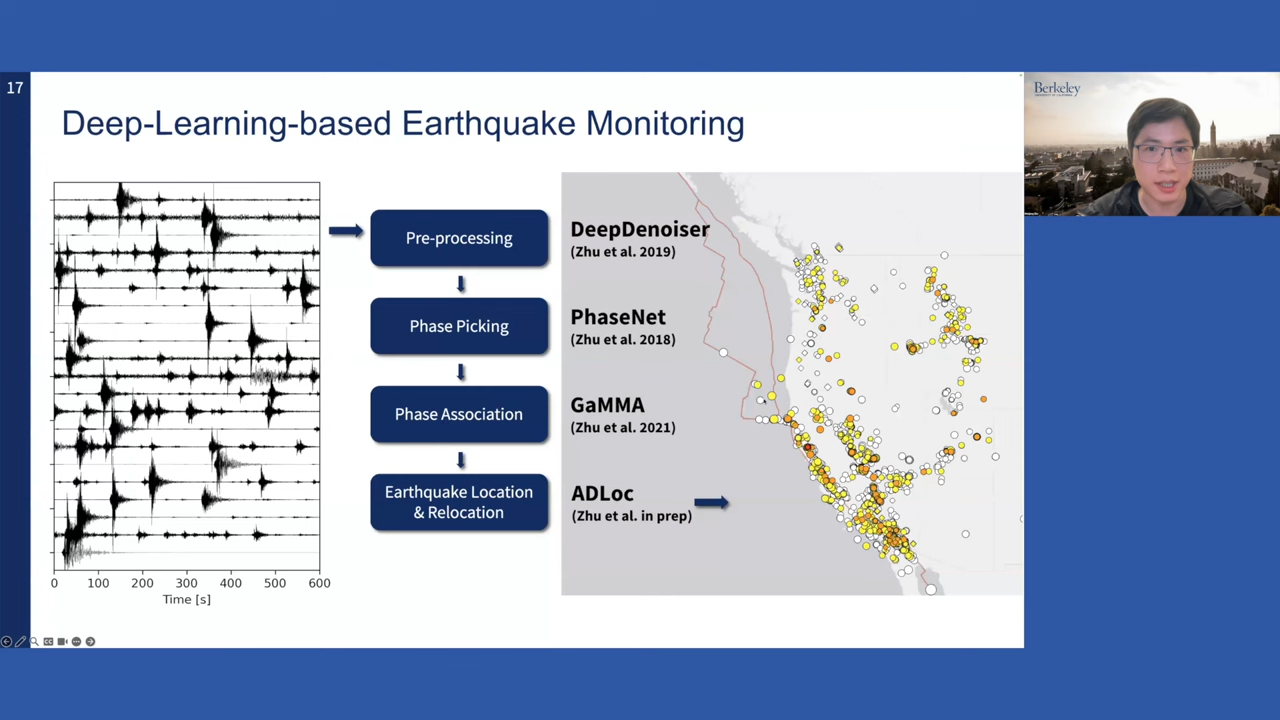 17
Deep-Learning-based Earthquake Monitoring
Berkeley
Pre-processing
DeepDenoiser
(Zhu et al. 2019)
Phase Picking
PhaseNet
(Zhu et al. 2018)
Phase Association
GaMMA
(Zhu et al. 2021)
Earthquake Location
& Relocation
ADLoc
(Zhu et al. in prep)
0 100 200 300 400 500 600
Time [s]